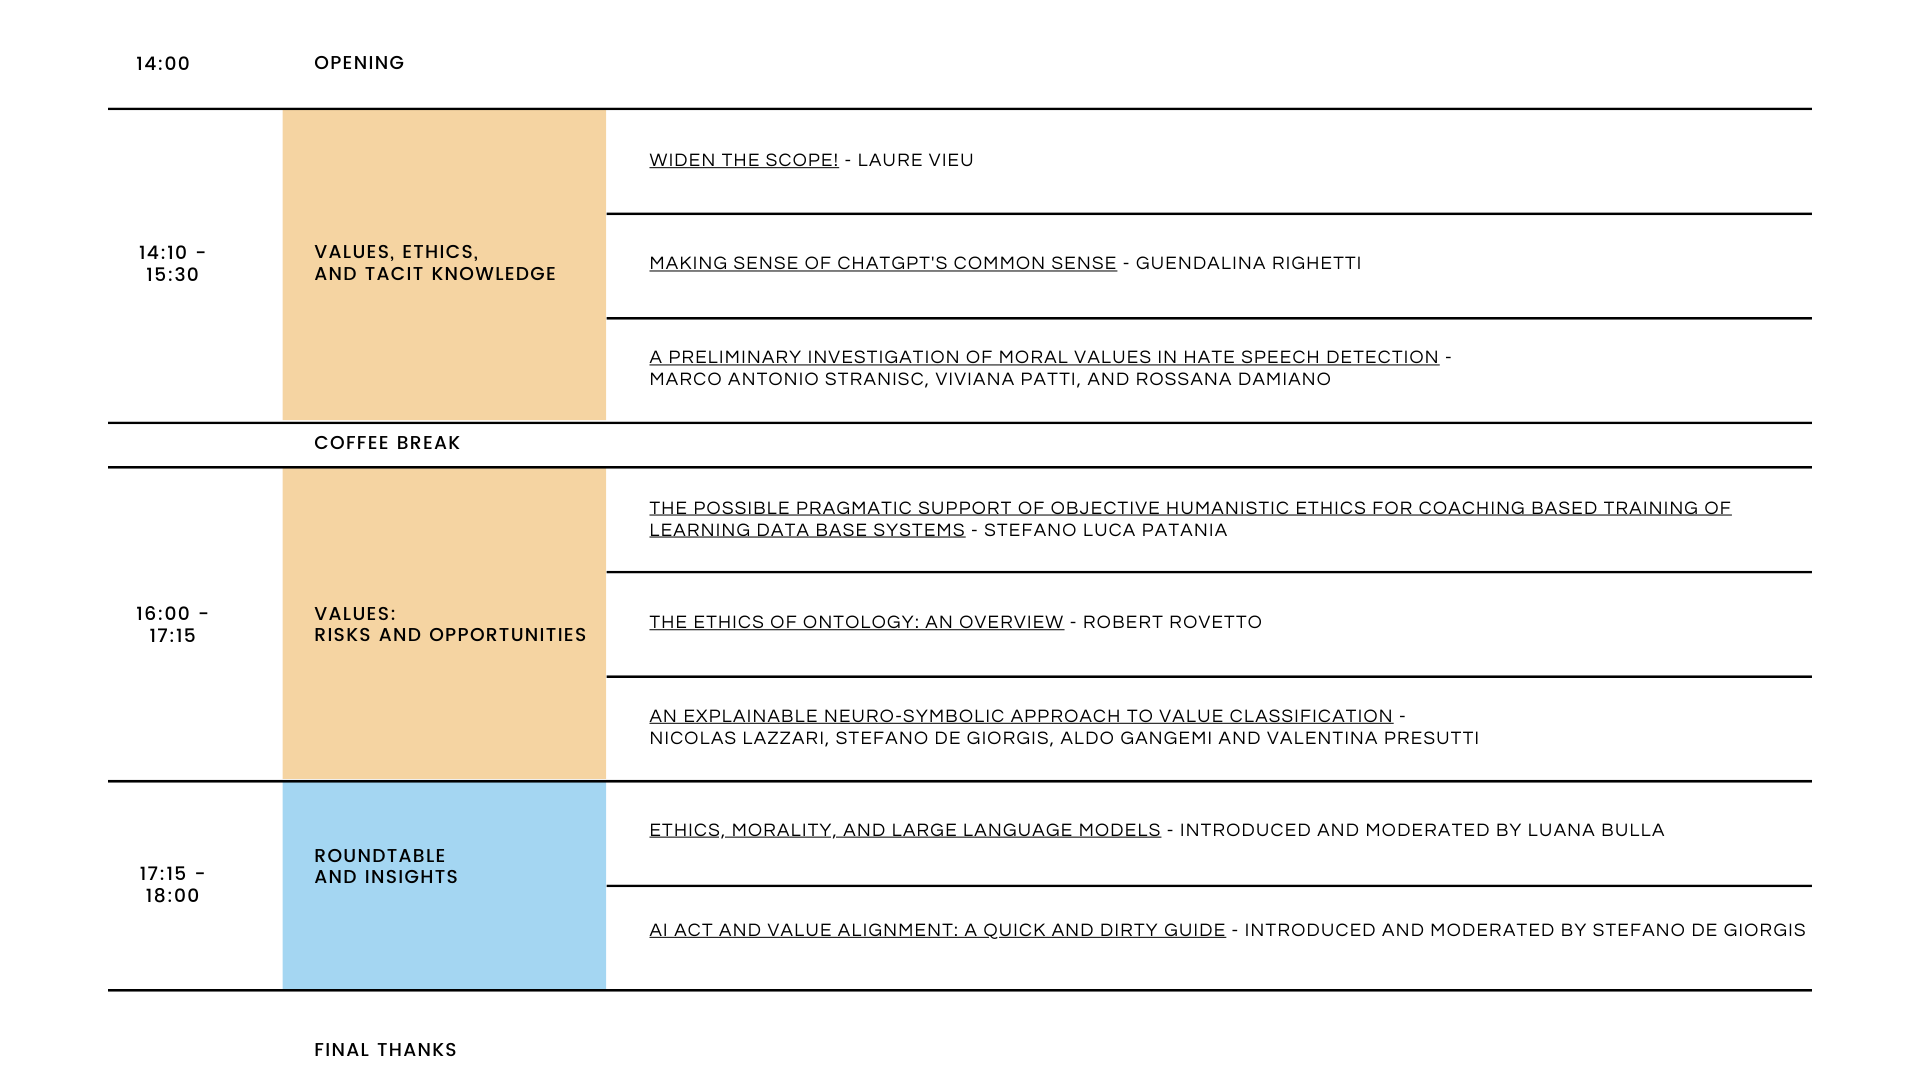 14:00
OPENING
14:10 -
15:30
VALUES, ETHICS,
AND TACIT KNOWLEDGE
WIDEN THE SCOPE! - LAURE VIEU
MAKING SENSE OF CHATGPT'S COMMON SENSE - GUENDALINA RIGHETTI
A PRELIMINARY INVESTIGATION OF MORAL VALUES IN HATE SPEECH DETECTION -
MARCO ANTONIO STRANISC, VIVIANA PATTI, AND ROSSANA DAMIANO
COFFEE BREAK
16:00 -
17:15
VALUES:
RISKS AND OPPORTUNITIES
THE POSSIBLE PRAGMATIC SUPPORT OF OBJECTIVE HUMANISTIC ETHICS FOR COACHING BASED TRAINING OF
LEARNING DATA BASE SYSTEMS - STEFANO LUCA PATANIA
THE ETHICS OF ONTOLOGY: AN OVERVIEW - ROBERT ROVETTO
AN EXPLAINABLE NEURO-SYMBOLIC APPROACH TO VALUE CLASSIFICATION -
NICOLAS LAZZARI, STEFANO DE GIORGIS, ALDO GANGEMI AND VALENTINA PRESUTTI
17:15 -
18:00
ROUNDTABLE
AND INSIGHTS
ETHICS, MORALITY, AND LARGE LANGUAGE MODELS - INTRODUCED AND MODERATED BY LUANA BULLA
AI ACT AND VALUE ALIGNMENT: A QUICK AND DIRTY GUIDE - INTRODUCED AND MODERATED BY STEFANO DE GIORGIS
FINAL THANKS